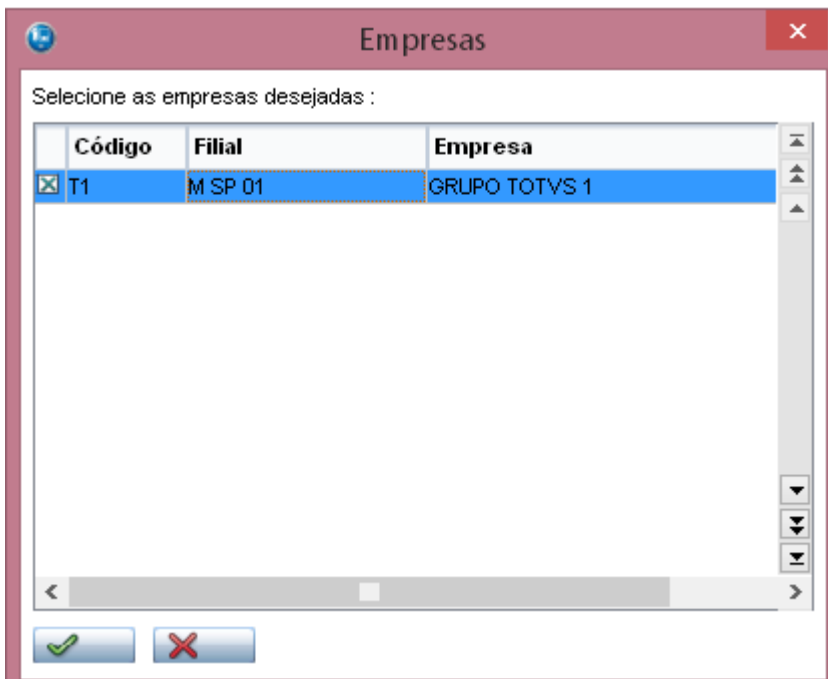 Empresas
Selecione as empresas desejadas :
Código Filial Empresa
T1 M SP 01 GRUPO TOTVS 1